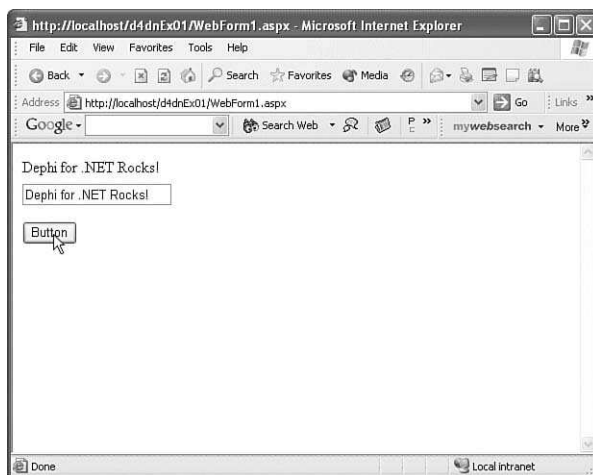 http://localhost/d4dnEx01/WebForm1.aspx - Microsoft Internet Explorer
File Edit View Favorites Tools Help
Back Search Favorites Media
Address http://localhost/d4dnEx01/WebForm1.aspx Go Links »
Google Search Web P » mywebsearch More »
Dephi for .NET Rocks!
Dephi for .NET Rocks!
Button
Done Local intranet